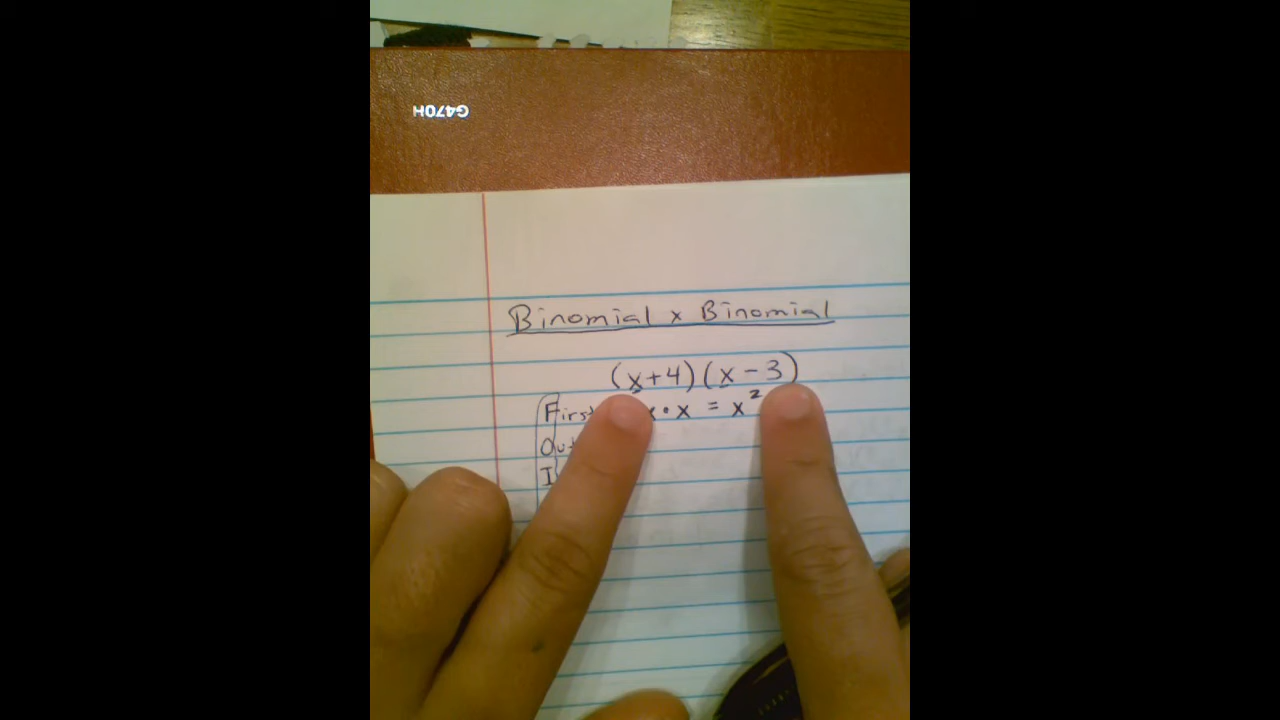 G470H
Binomial x Binomial
(x+4)(x-3)
x • x = x²
I